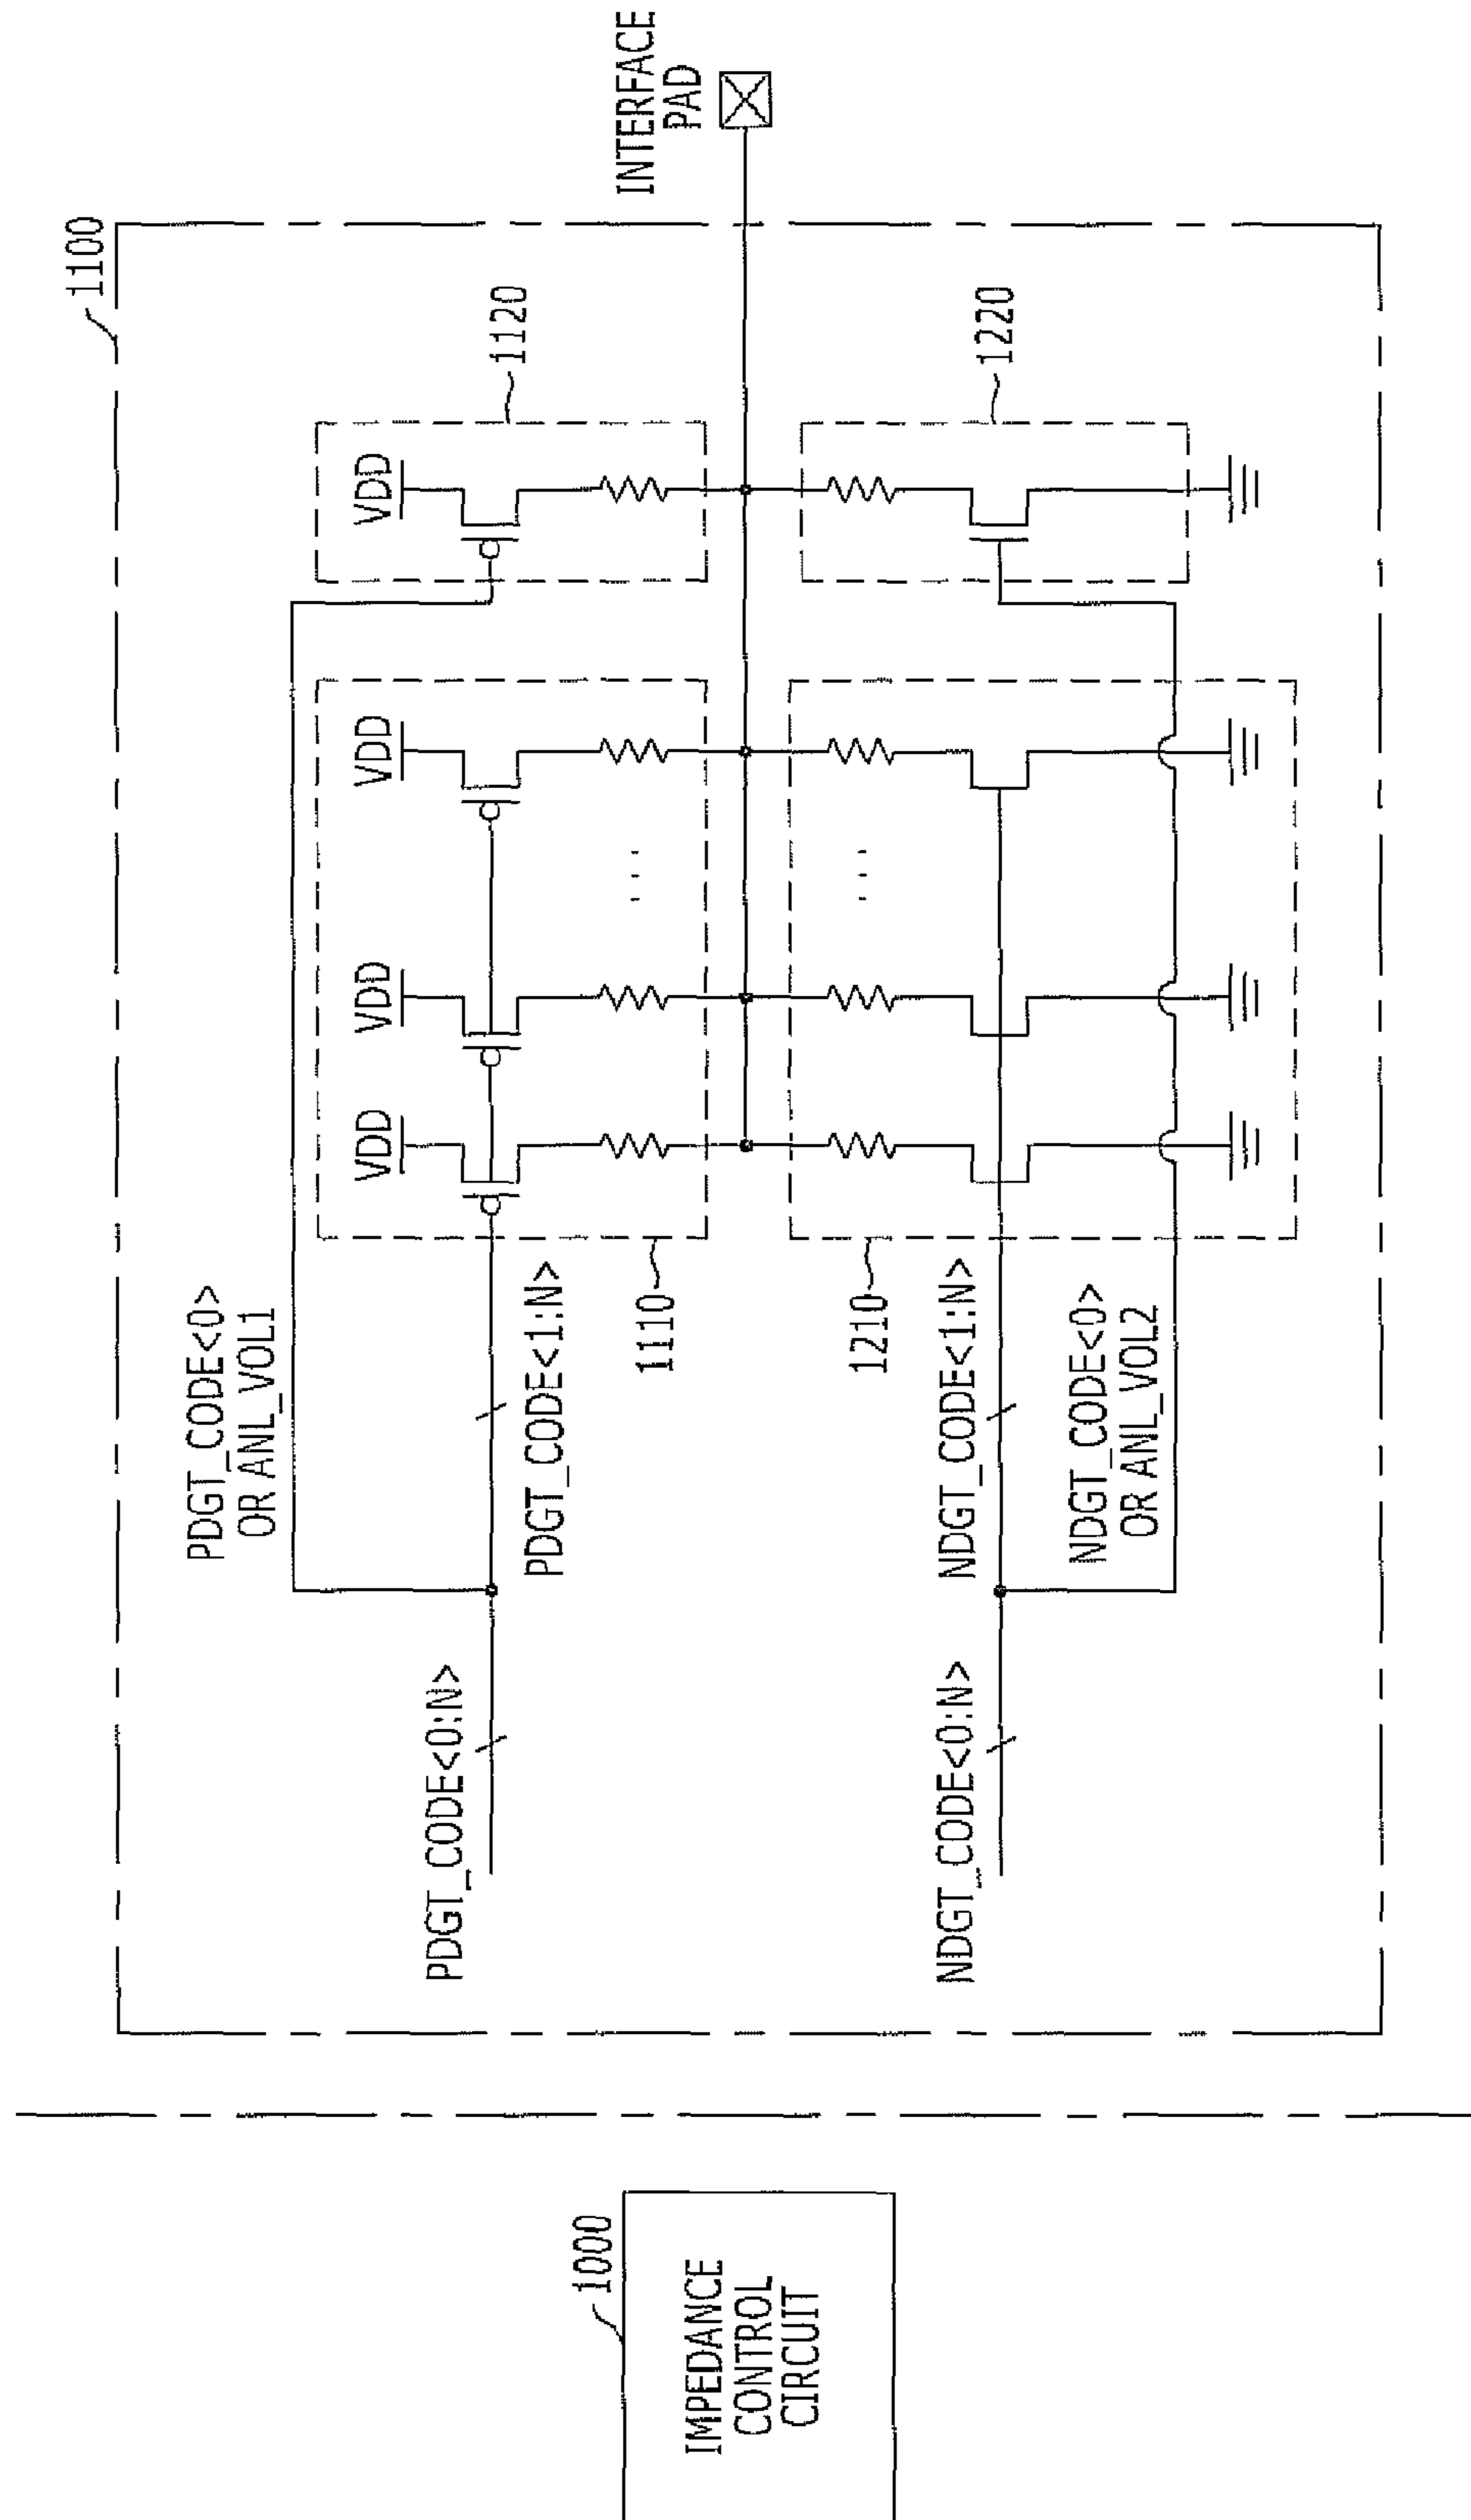 1100
INTERFACE
PAD
1120
1220
VDD
VDD
VDD
VDD
PDGT_CODE<0>
OR ANL_VOL1
PDGT_CODE<1:N>
1110
1210
NDGT_CODE<1:N>
NDGT_CODE<0>
OR ANL_VOL2
PDGT_CODE<0:N>
NDGT_CODE<0:N>
1000
IMPEDANCE
CONTROL
CIRCUIT